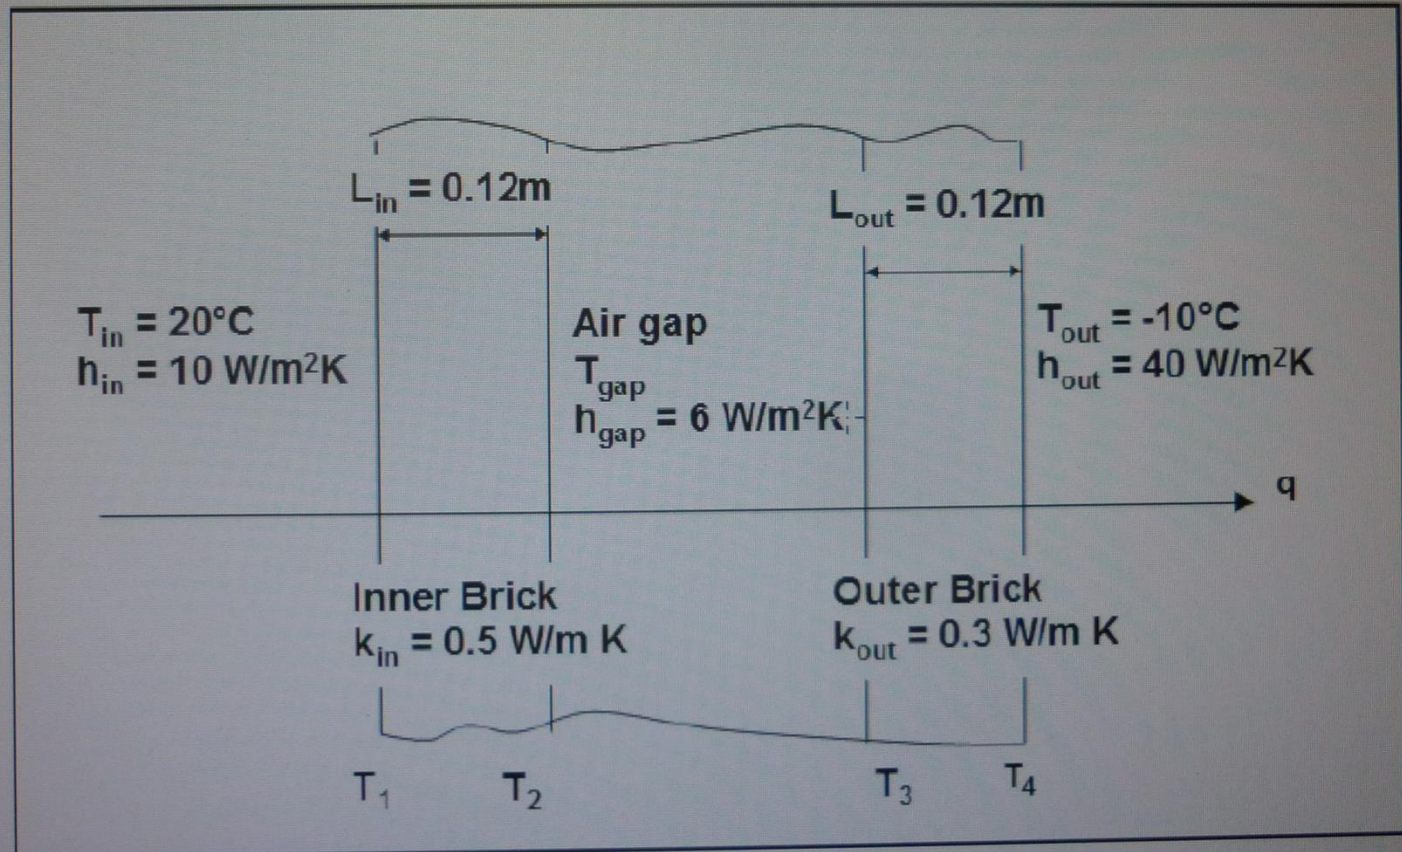 L_in = 0.12m
L_out = 0.12m
T_in = 20°C
h_in = 10 W/m²K
Air gap
T_gap
h_gap = 6 W/m²K
T_out = -10°C
h_out = 40 W/m²K
q
Inner Brick
k_in = 0.5 W/m K
Outer Brick
k_out = 0.3 W/m K
T₁ T₂ T₃ T₄